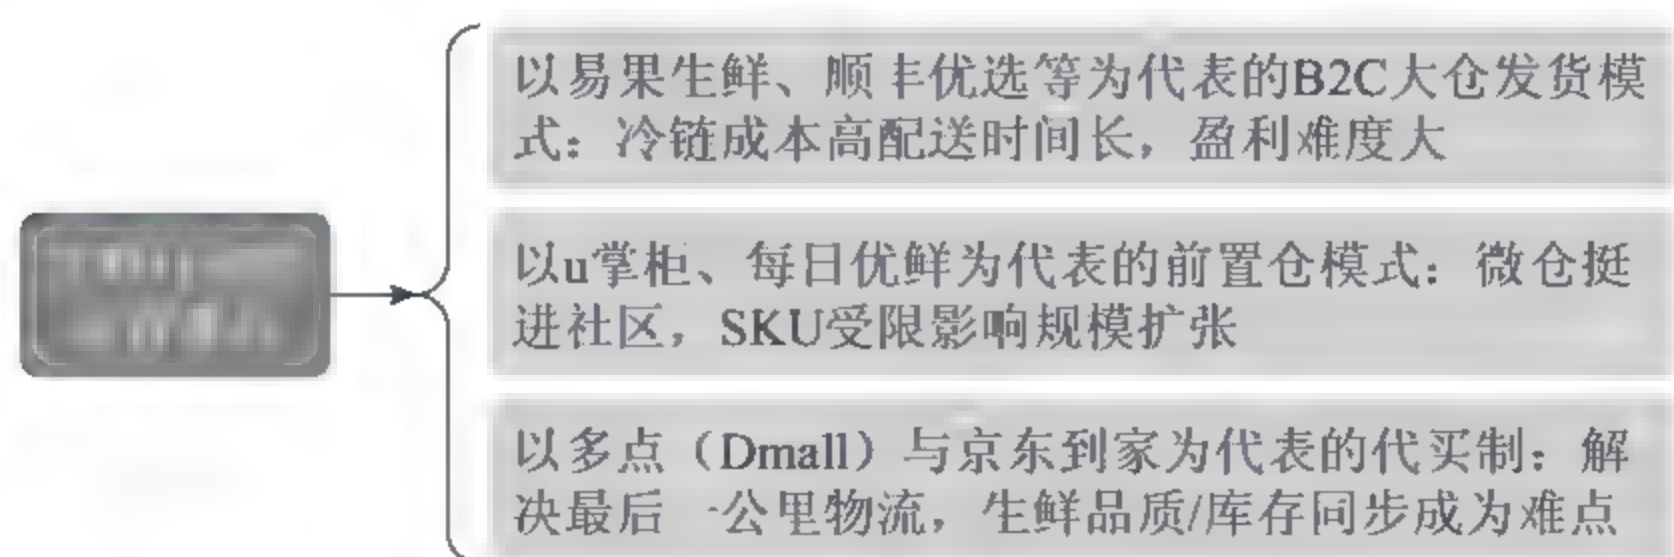 以易果生鲜、顺丰优选等为代表的B2C大仓发货模
式：冷链成本高配送时间长，盈利难度大
以u掌柜、每日优鲜为代表的前置仓模式：微仓挺
进社区，SKU受限影响规模扩张
以多点（Dmall）与京东到家为代表的代买制：解
决最后一公里物流，生鲜品质/库存同步成为难点